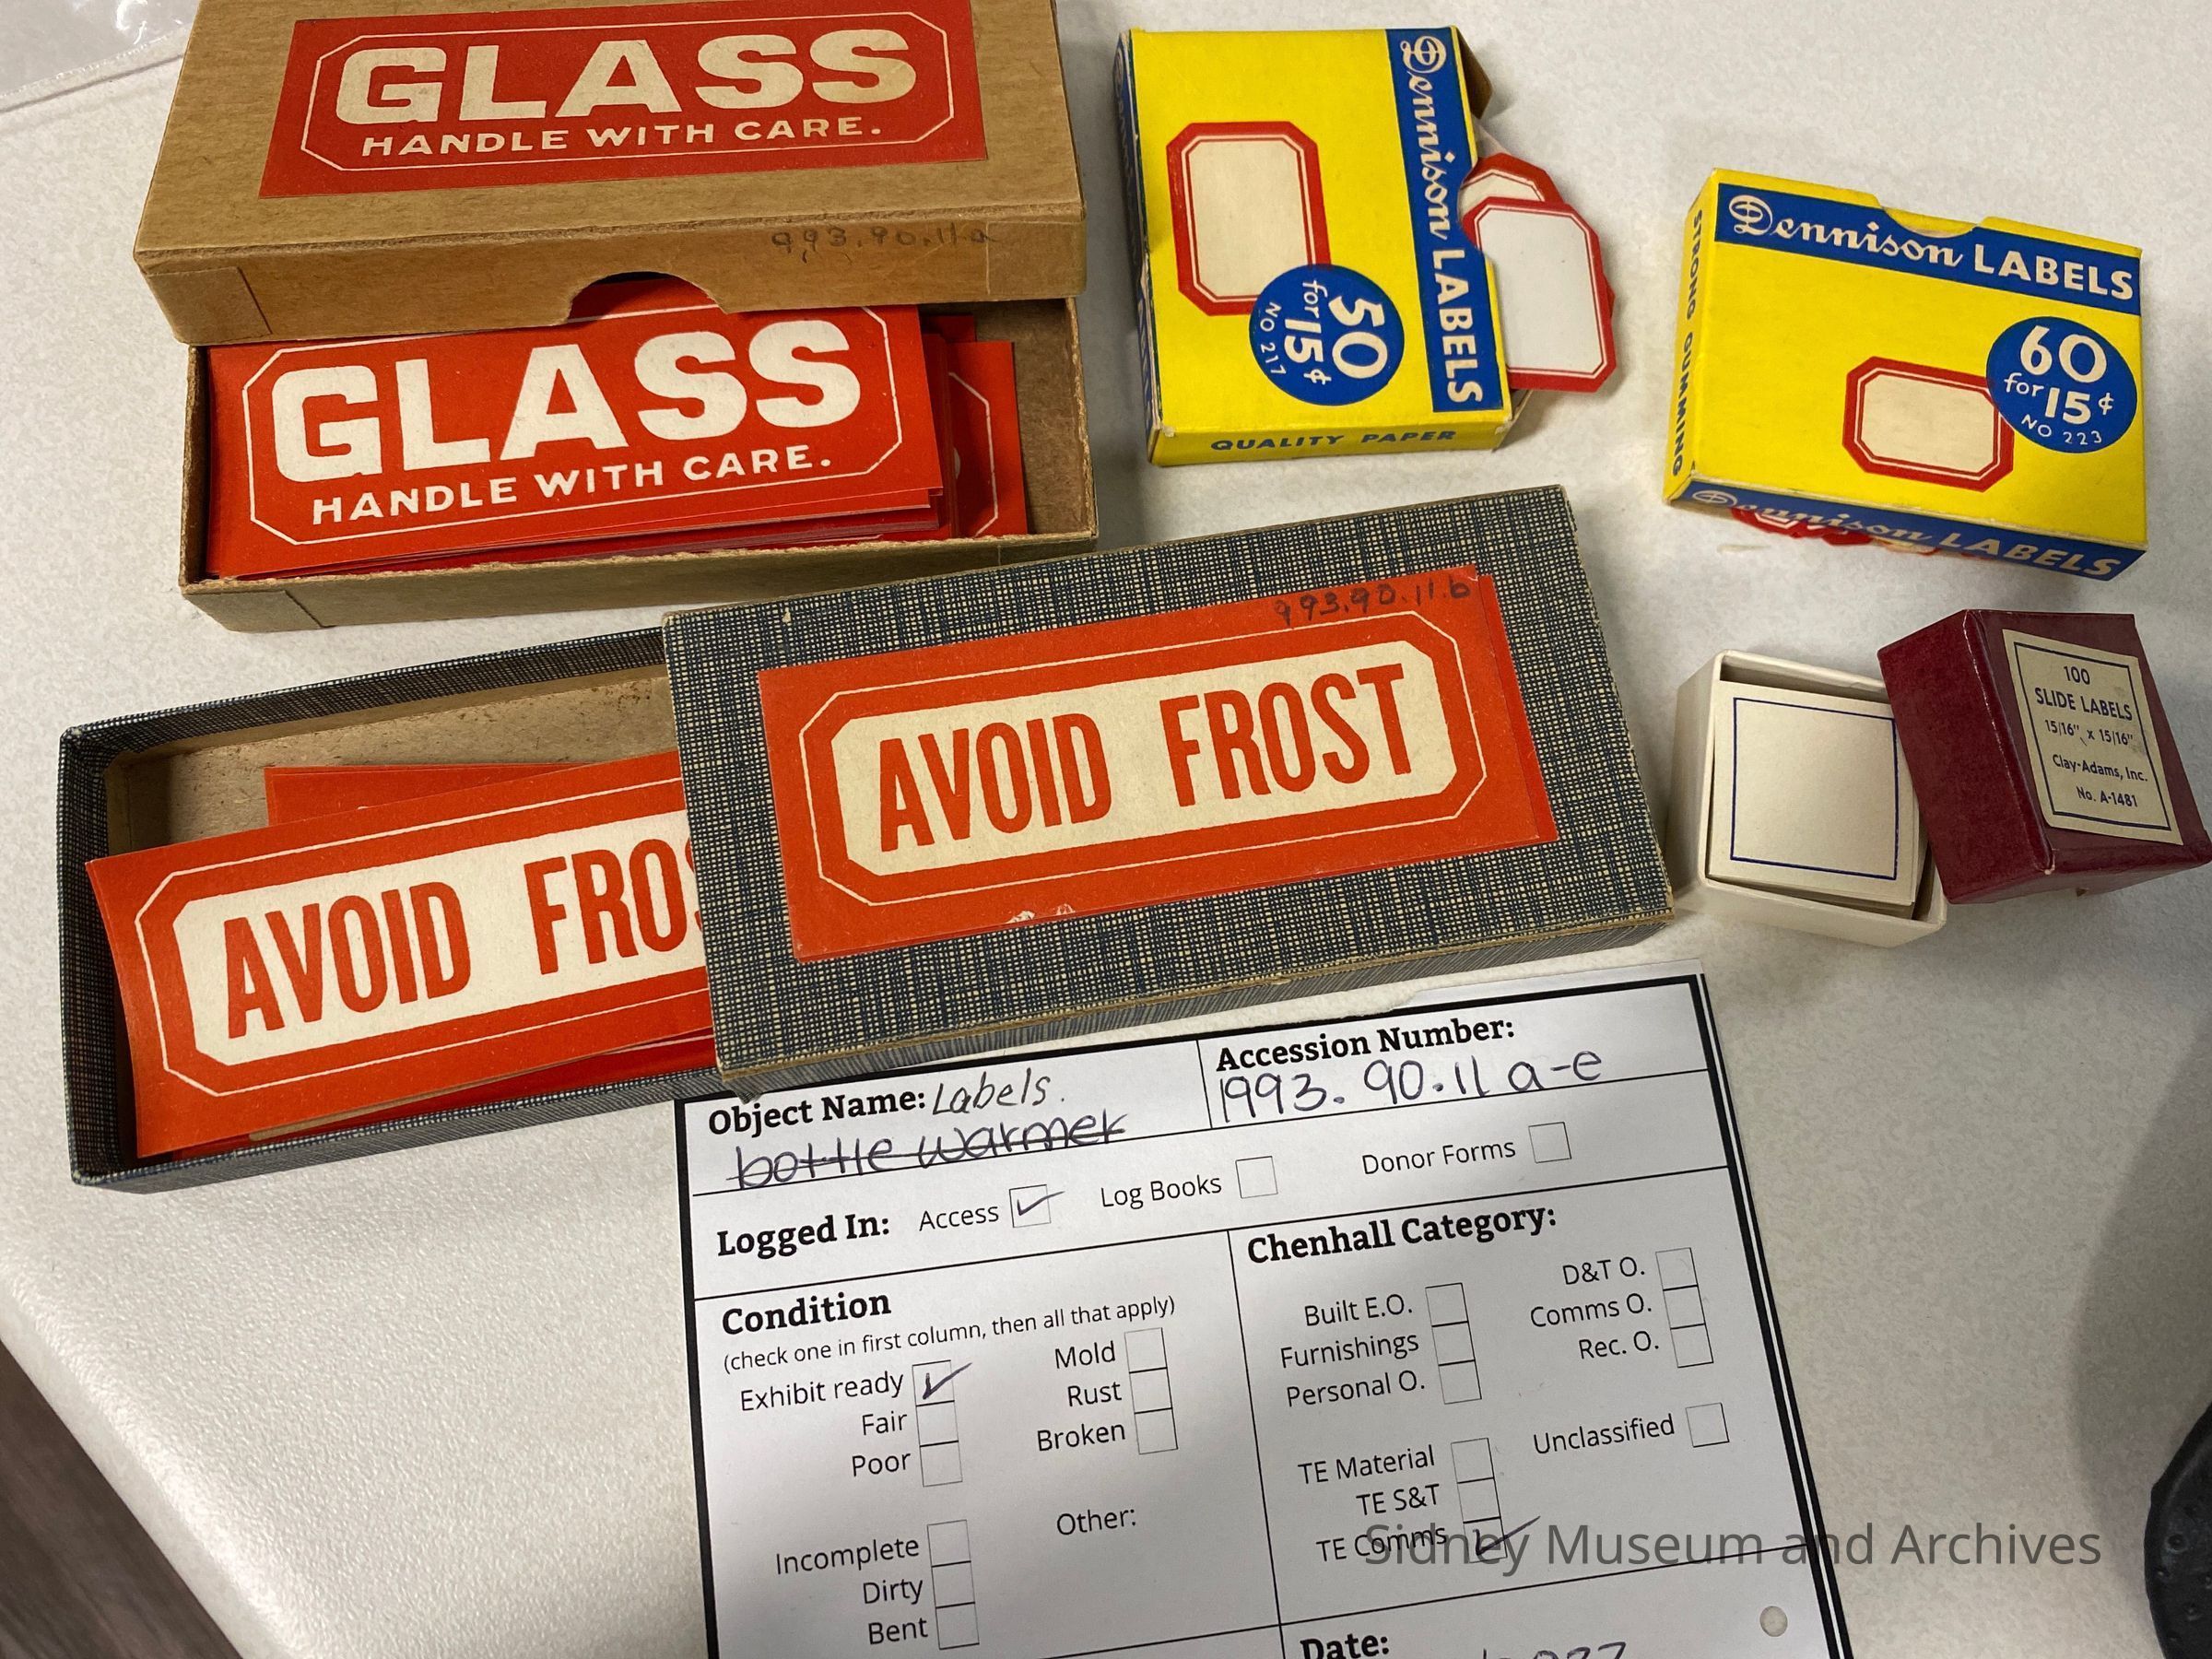 GLASS
HANDLE WITH CARE.
993.90.11a
GLASS
HANDLE WITH CARE.
Dennison LABELS
50
for 15¢
NO 217
QUALITY PAPER
Dennison LABELS
60
for 15¢
NO 223
STRONG GUMMING
Dennison LABELS
993.90.11.b
AVOID FROST
AVOID FROS
100
SLIDE LABELS
15/16" x 15/16"
Clay-Adams, Inc.
No. A-1481
Object Name: Labels.
bottle warmer
Accession Number:
1993.90.11 a-e
Logged In: Access Log Books Donor Forms
Condition
(check one in first column, then all that apply)
Exhibit ready
Fair
Poor
Mold
Rust
Broken
Incomplete
Dirty
Bent
Other:
Chenhall Category:
Built E.O.
Furnishings
Personal O.
D&T O.
Comms O.
Rec. O.
TE Material
TE S&T
TE Comms
Unclassified
Date:
Sidney Museum and Archives